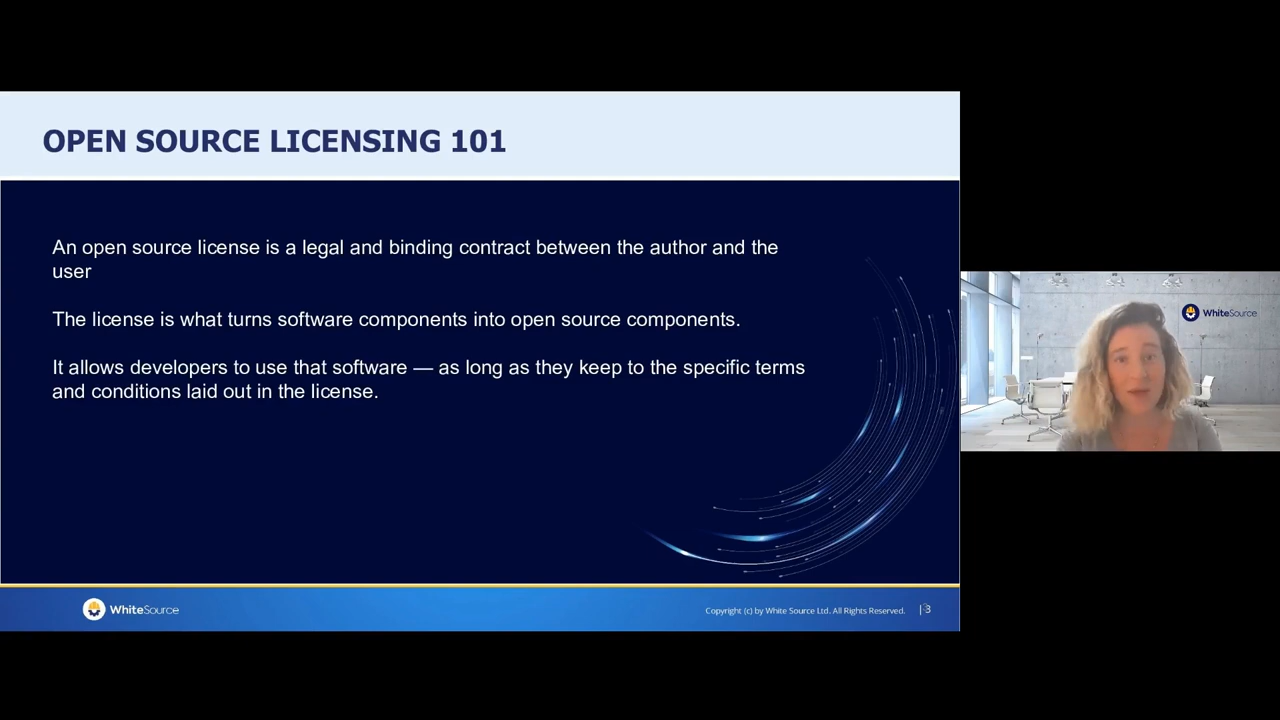 OPEN SOURCE LICENSING 101
An open source license is a legal and binding contract between the author and the
user
The license is what turns software components into open source components.
It allows developers to use that software — as long as they keep to the specific terms
and conditions laid out in the license.
WhiteSource
WhiteSource
Copyright (c) by White Source Ltd. All Rights Reserved.
|3